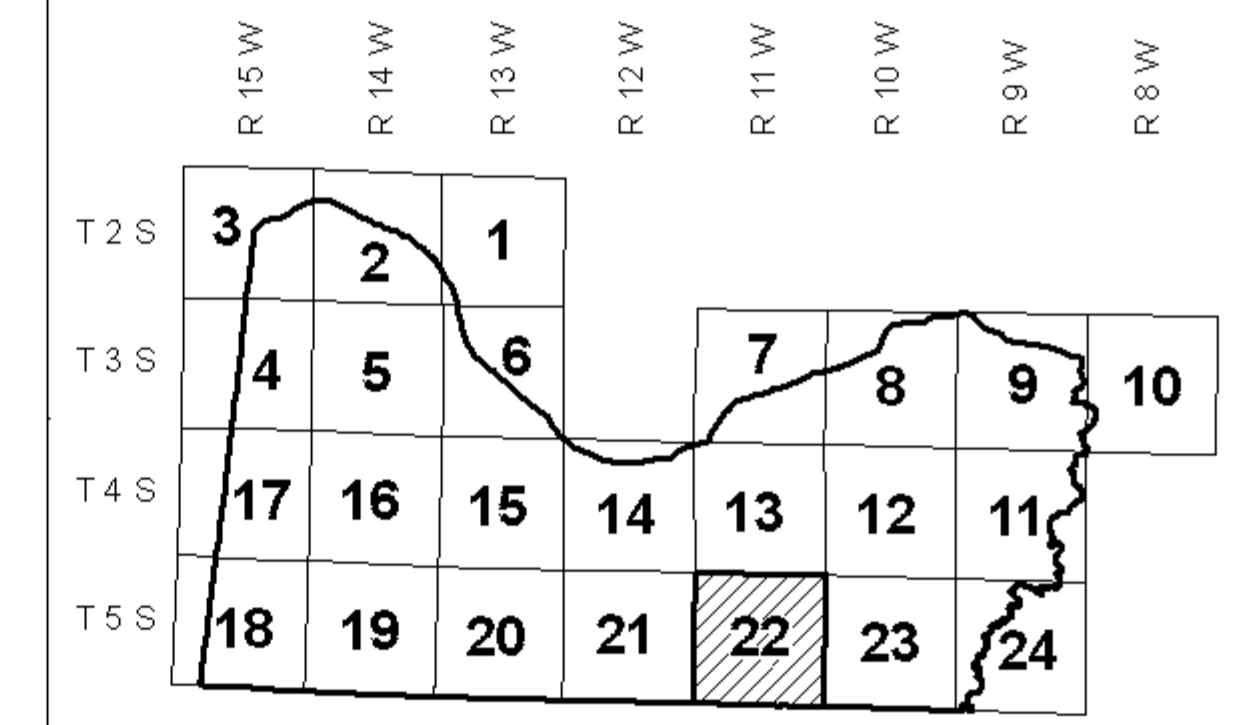 R 15 W R 14 W R 13 W R 12 W R 11 W R 10 W R 9 W R 8 W
T 2 S 3 2 1
T 3 S 4 5 6 7 8 9 10
T 4 S 17 16 15 14 13 12 11
T 5 S 18 19 20 21 22 23 24